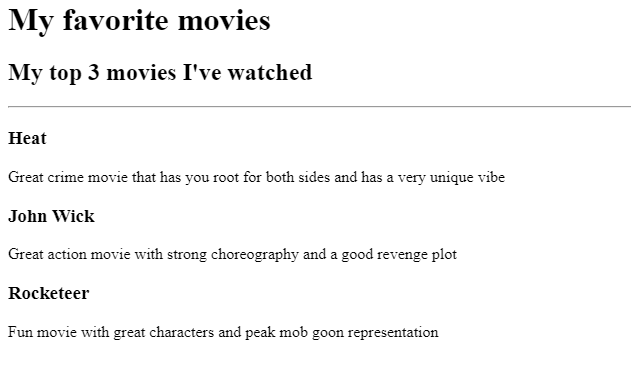 My favorite movies
My top 3 movies I've watched
Heat
Great crime movie that has you root for both sides and has a very unique vibe
John Wick
Great action movie with strong choreography and a good revenge plot
Rocketeer
Fun movie with great characters and peak mob goon representation